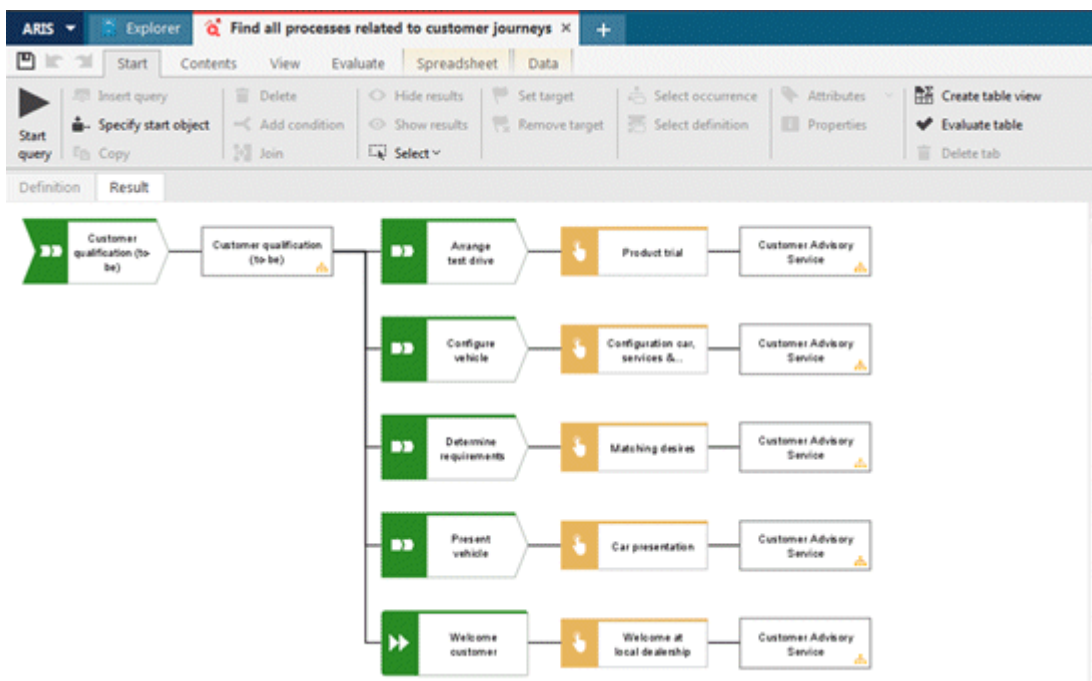 ARIS Explorer Find all processes related to customer journeys × +
Start Contents View Evaluate Spreadsheet Data
Insert query Delete Hide results Set target Select occurrence Attributes Create table view
Start query Specify start object Add condition Show results Remove target Select definition Properties Evaluate table
Copy Join Select Delete tab
Definition Result
Customer
qualification (to-
be)
Customer qualification
(to-be)
Arrange
test drive
Product trial
Customer Advisory
Service
Configure
vehicle
Configuration car,
services &...
Customer Advisory
Service
Determine
requirements
Matching desires
Customer Advisory
Service
Present
vehicle
Car presentation
Customer Advisory
Service
Welcome
customer
Welcome at
local dealership
Customer Advisory
Service